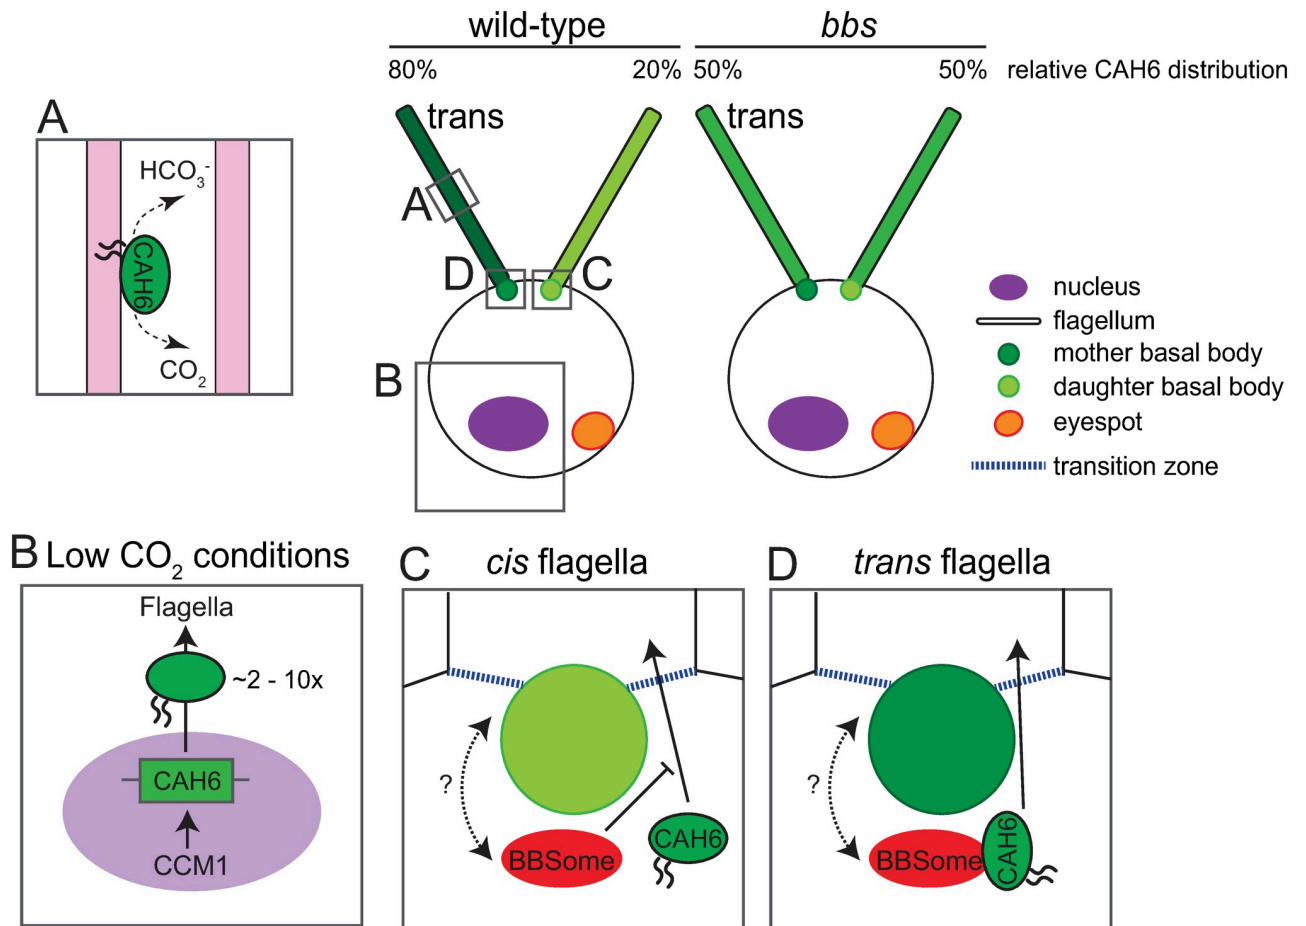 wild-type
bbs
80%
20%
50%
50%
relative CAH6 distribution
A
HCO₃⁻
CAH6
CO₂
trans
trans
A
D
C
B
nucleus
flagellum
mother basal body
daughter basal body
eyespot
transition zone
B Low CO₂ conditions
Flagella
~2 - 10x
CAH6
CCM1
C cis flagella
?
BBSome
CAH6
D trans flagella
?
BBSome
CAH6